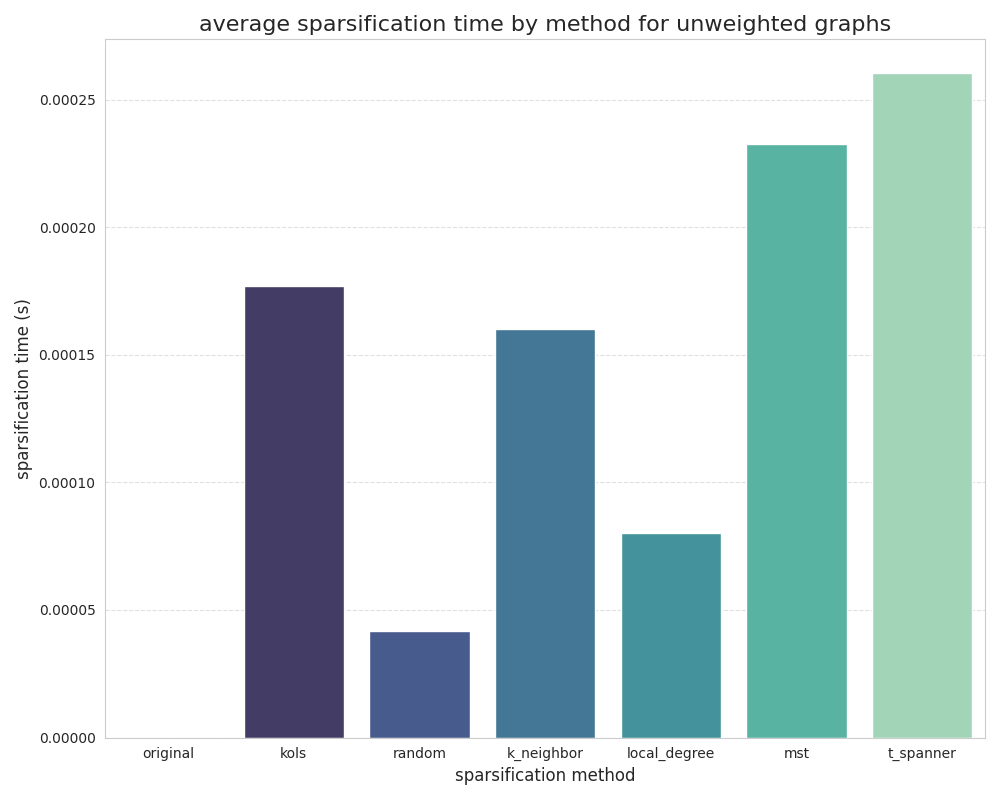 average sparsification time by method for unweighted graphs
sparsification time (s)
0.00025
0.00020
0.00015
0.00010
0.00005
0.00000
original kols random k_neighbor local_degree mst t_spanner
sparsification method